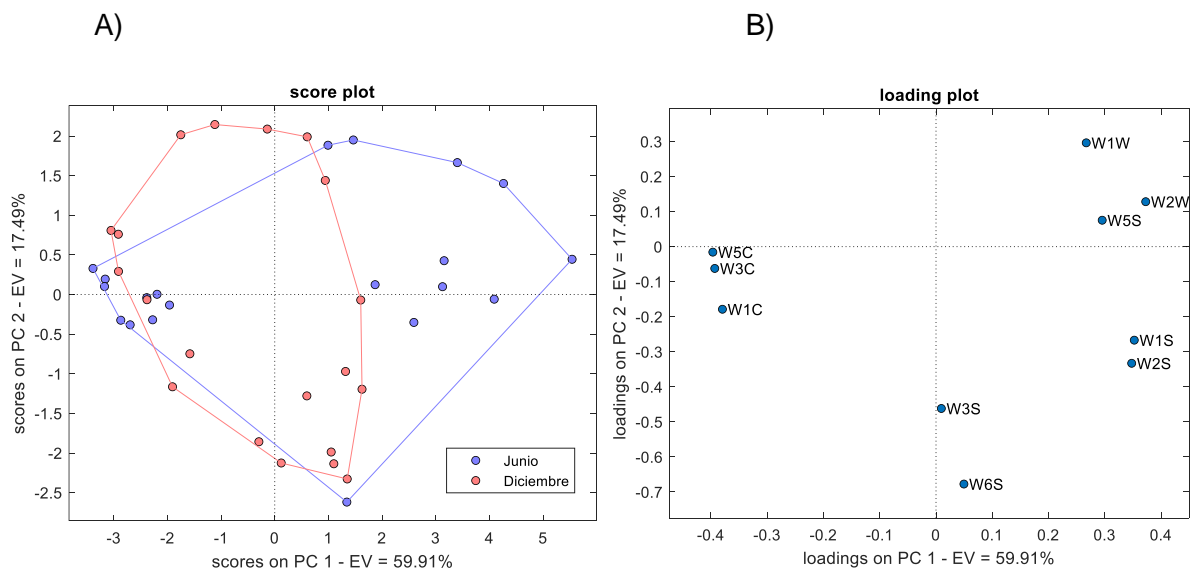 A)
B)
score plot
scores on PC 2 - EV = 17.49%
2
1.5
1
0.5
0
-0.5
-1
-1.5
-2
-2.5
-3
-2
-1
0
1
2
3
4
5
scores on PC 1 - EV = 59.91%
Junio
Diciembre
loading plot
loadings on PC 2 - EV = 17.49%
0.3
0.2
0.1
0
-0.1
-0.2
-0.3
-0.4
-0.5
-0.6
-0.7
W1W
W2W
W5S
W5C
W3C
W1C
W1S
W2S
W3S
W6S
-0.4
-0.3
-0.2
-0.1
0
0.1
0.2
0.3
0.4
loadings on PC 1 - EV = 59.91%